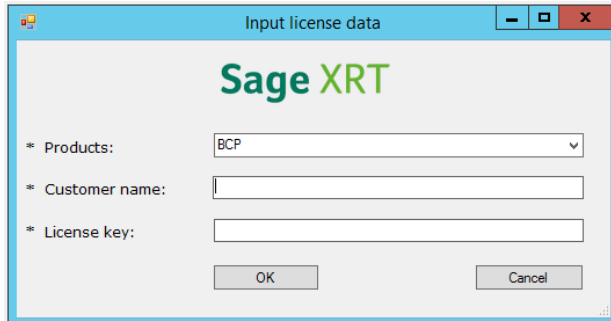 Input license data
Sage XRT
* Products: BCP
* Customer name:
* License key:
OK Cancel